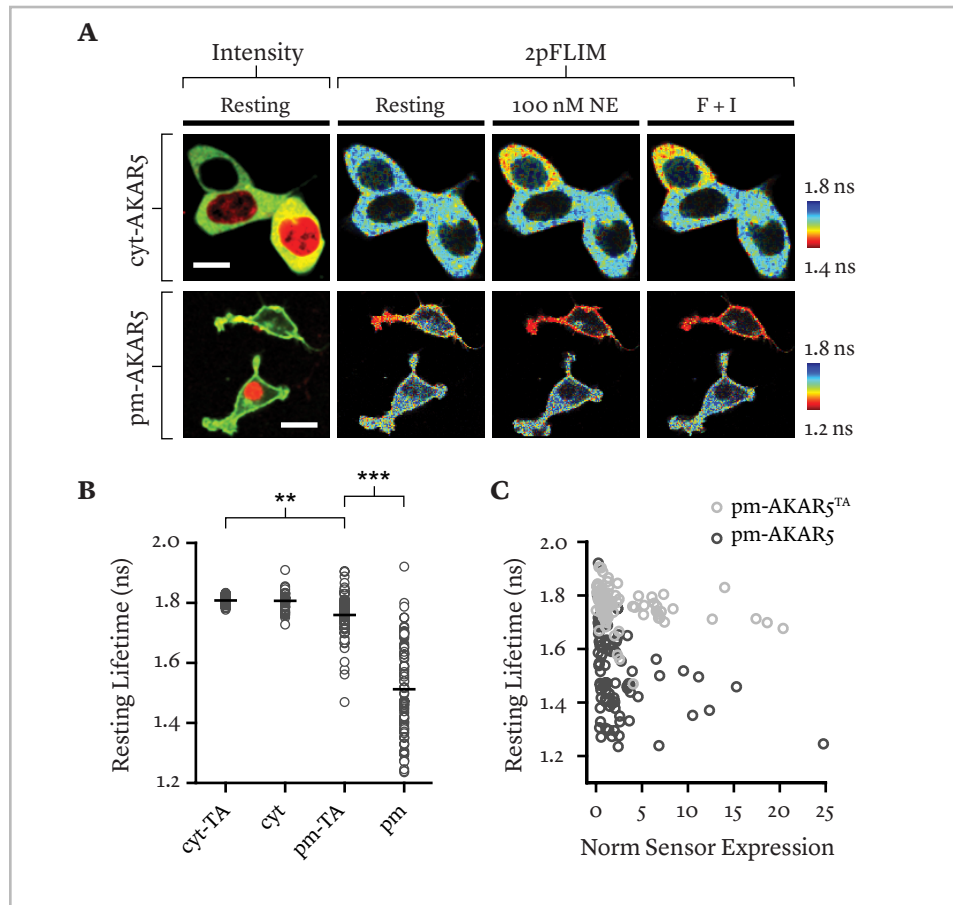 A
Intensity
2pFLIM
Resting
Resting
100 nM NE
F + I
cyt-AKAR5
1.8 ns
1.4 ns
pm-AKAR5
1.8 ns
1.2 ns
B
**
***
Resting Lifetime (ns)
2.0
1.8
1.6
1.4
1.2
cyt-TA
cyt
pm-TA
pm
C
pm-AKAR5TA
pm-AKAR5
Resting Lifetime (ns)
2.0
1.8
1.6
1.4
1.2
0
5
10
15
20
25
Norm Sensor Expression